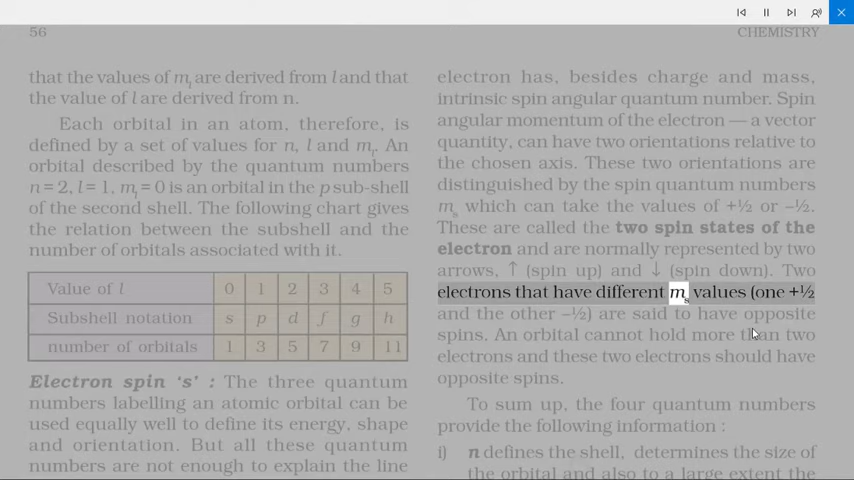 56
CHEMISTRY
that the values of mₗ are derived from l and that
the value of l are derived from n.
Each orbital in an atom, therefore, is
defined by a set of values for n, l and mₗ. An
orbital described by the quantum numbers
n = 2, l = 1, mₗ = 0 is an orbital in the p sub-shell
of the second shell. The following chart gives
the relation between the subshell and the
number of orbitals associated with it.
Value of l 0 1 2 3 4 5
Subshell notation s p d f g h
number of orbitals 1 3 5 7 9 11
Electron spin ‘s’ : The three quantum
numbers labelling an atomic orbital can be
used equally well to define its energy, shape
and orientation. But all these quantum
numbers are not enough to explain the line
electron has, besides charge and mass,
intrinsic spin angular quantum number. Spin
angular momentum of the electron — a vector
quantity, can have two orientations relative to
the chosen axis. These two orientations are
distinguished by the spin quantum numbers
mₛ which can take the values of +½ or –½.
These are called the two spin states of the
electron and are normally represented by two
arrows, ↑ (spin up) and ↓ (spin down). Two
electrons that have different mₛ values (one +½
and the other –½) are said to have opposite
spins. An orbital cannot hold more than two
electrons and these two electrons should have
opposite spins.
To sum up, the four quantum numbers
provide the following information :
i) n defines the shell, determines the size of
the orbital and also to a large extent the